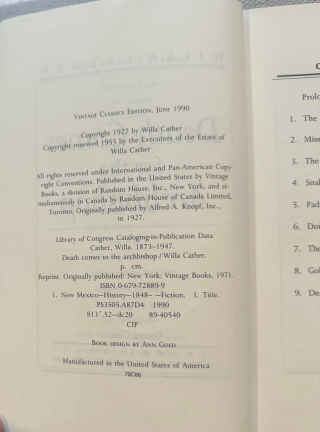 VINTAGE CLASSICS EDITION, JUNE 1990
Copyright 1927 by Willa Cather
Copyright renewed 1955 by the Executors of the Estate of
Willa Cather
All rights reserved under International and Pan-American Copy-
right Conventions. Published in the United States by Vintage
Books, a division of Random House, Inc., New York, and si-
multaneously in Canada by Random House of Canada Limited,
Toronto. Originally published by Alfred A. Knopf, Inc.,
in 1927.
Library of Congress Cataloging-in-Publication Data
Cather, Willa, 1873-1947.
Death comes to the archbishop / Willa Cather.
p. cm.
Reprint. Originally published: New York: Vintage Books, 1971.
ISBN 0-679-72889-9
1. New Mexico—History—1848- —Fiction. I. Title.
PS3505.A87D4 1990
813'.52—dc20 89-40540
CIP
BOOK DESIGN BY ANN GOLD
Manufactured in the United States of America
C
Prolo
1. The
2. Miss
3. The
4.
5. Pad
6. Do
7. The
8. Gol
9. De